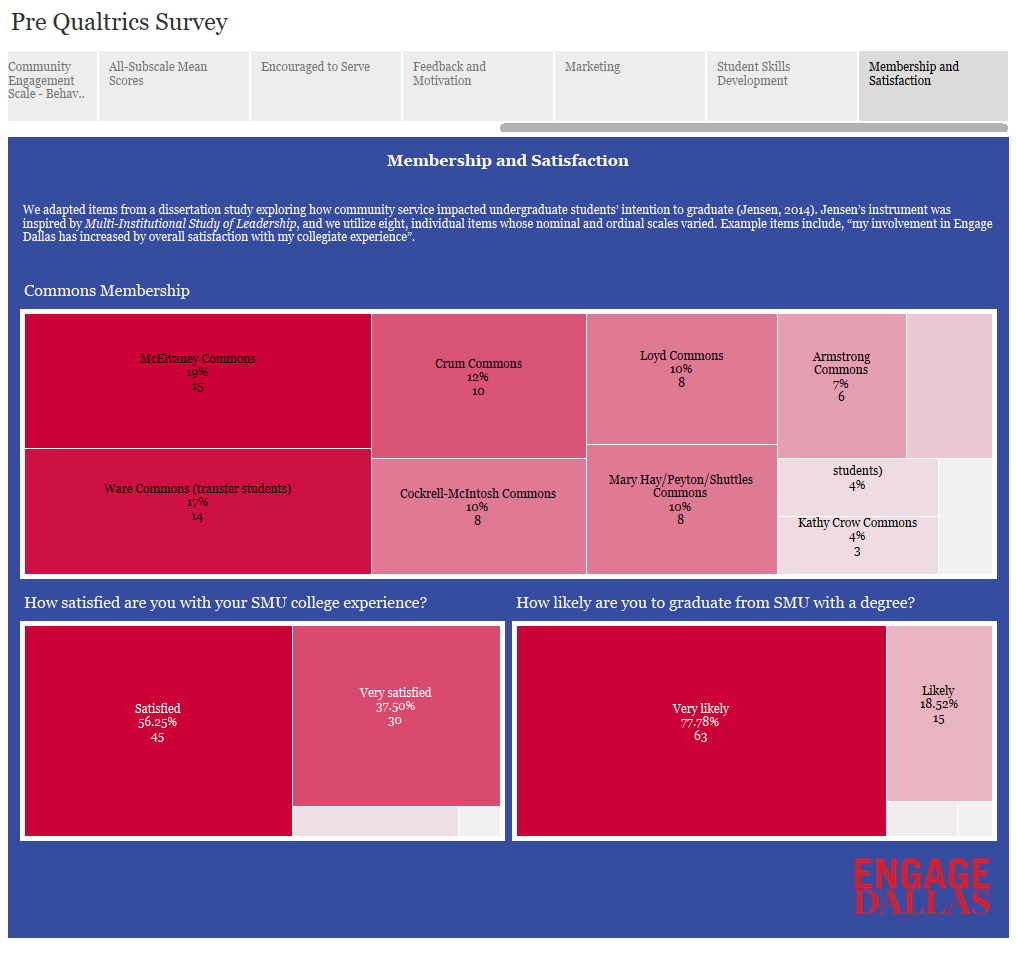 Pre Qualtrics Survey
Community
Engagement
Scale - Behav..
All-Subscale Mean
Scores
Encouraged to Serve
Feedback and
Motivation
Marketing
Student Skills
Development
Membership and
Satisfaction
Membership and Satisfaction
We adapted items from a dissertation study exploring how community service impacted undergraduate students’ intention to graduate (Jensen, 2014). Jensen’s instrument was
inspired by Multi-Institutional Study of Leadership, and we utilize eight, individual items whose nominal and ordinal scales varied. Example items include, “my involvement in Engage
Dallas has increased by overall satisfaction with my collegiate experience”.
Commons Membership
McElvaney Commons
19%
15
Ware Commons (transfer students)
17%
14
Crum Commons
12%
10
Cockrell-McIntosh Commons
10%
8
Loyd Commons
10%
8
Mary Hay/Peyton/Shuttles
Commons
10%
8
Armstrong
Commons
7%
6
students)
4%
Kathy Crow Commons
4%
3
How satisfied are you with your SMU college experience?
Satisfied
56.25%
45
Very satisfied
37.50%
30
How likely are you to graduate from SMU with a degree?
Very likely
77.78%
63
Likely
18.52%
15
ENGAGE
DALLAS